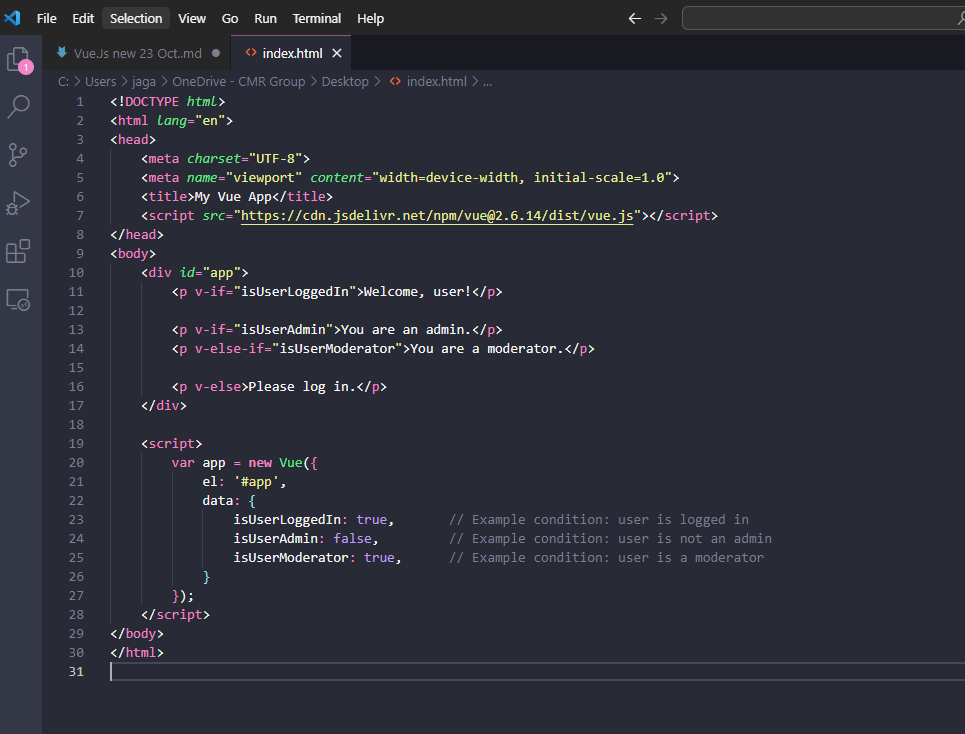 File Edit Selection View Go Run Terminal Help
Vue.Js new 23 Oct..md index.html
C: > Users > jaga > OneDrive - CMR Group > Desktop > index.html > ...
1
1 <!DOCTYPE html>
2 <html lang="en">
3 <head>
4 <meta charset="UTF-8">
5 <meta name="viewport" content="width=device-width, initial-scale=1.0">
6 <title>My Vue App</title>
7 <script src="https://cdn.jsdelivr.net/npm/vue@2.6.14/dist/vue.js"></script>
8 </head>
9 <body>
10 <div id="app">
11 <p v-if="isUserLoggedIn">Welcome, user!</p>
12
13 <p v-if="isUserAdmin">You are an admin.</p>
14 <p v-else-if="isUserModerator">You are a moderator.</p>
15
16 <p v-else>Please log in.</p>
17 </div>
18
19 <script>
20 var app = new Vue({
21 el: '#app',
22 data: {
23 isUserLoggedIn: true, // Example condition: user is logged in
24 isUserAdmin: false, // Example condition: user is not an admin
25 isUserModerator: true, // Example condition: user is a moderator
26 }
27 });
28 </script>
29 </body>
30 </html>
31